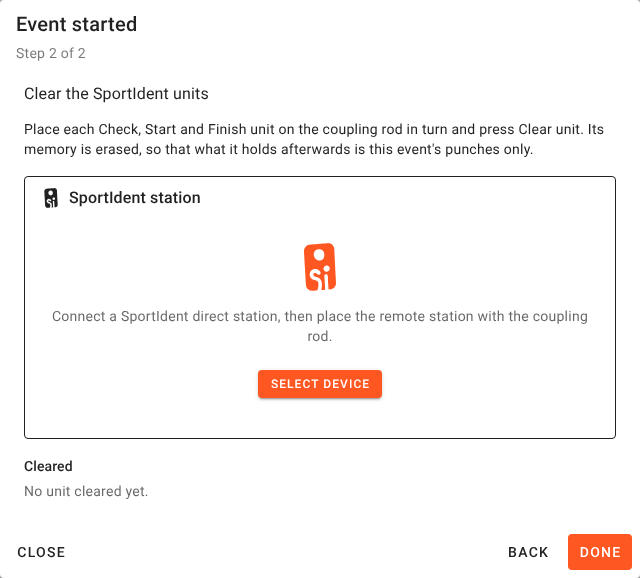 Event started
Step 2 of 2
Clear the SportIdent units
Place each Check, Start and Finish unit on the coupling rod in turn and press Clear unit. Its
memory is erased, so that what it holds afterwards is this event's punches only.
SportIdent station
Connect a SportIdent direct station, then place the remote station with the coupling
rod.
SELECT DEVICE
Cleared
No unit cleared yet.
CLOSE
BACK
DONE